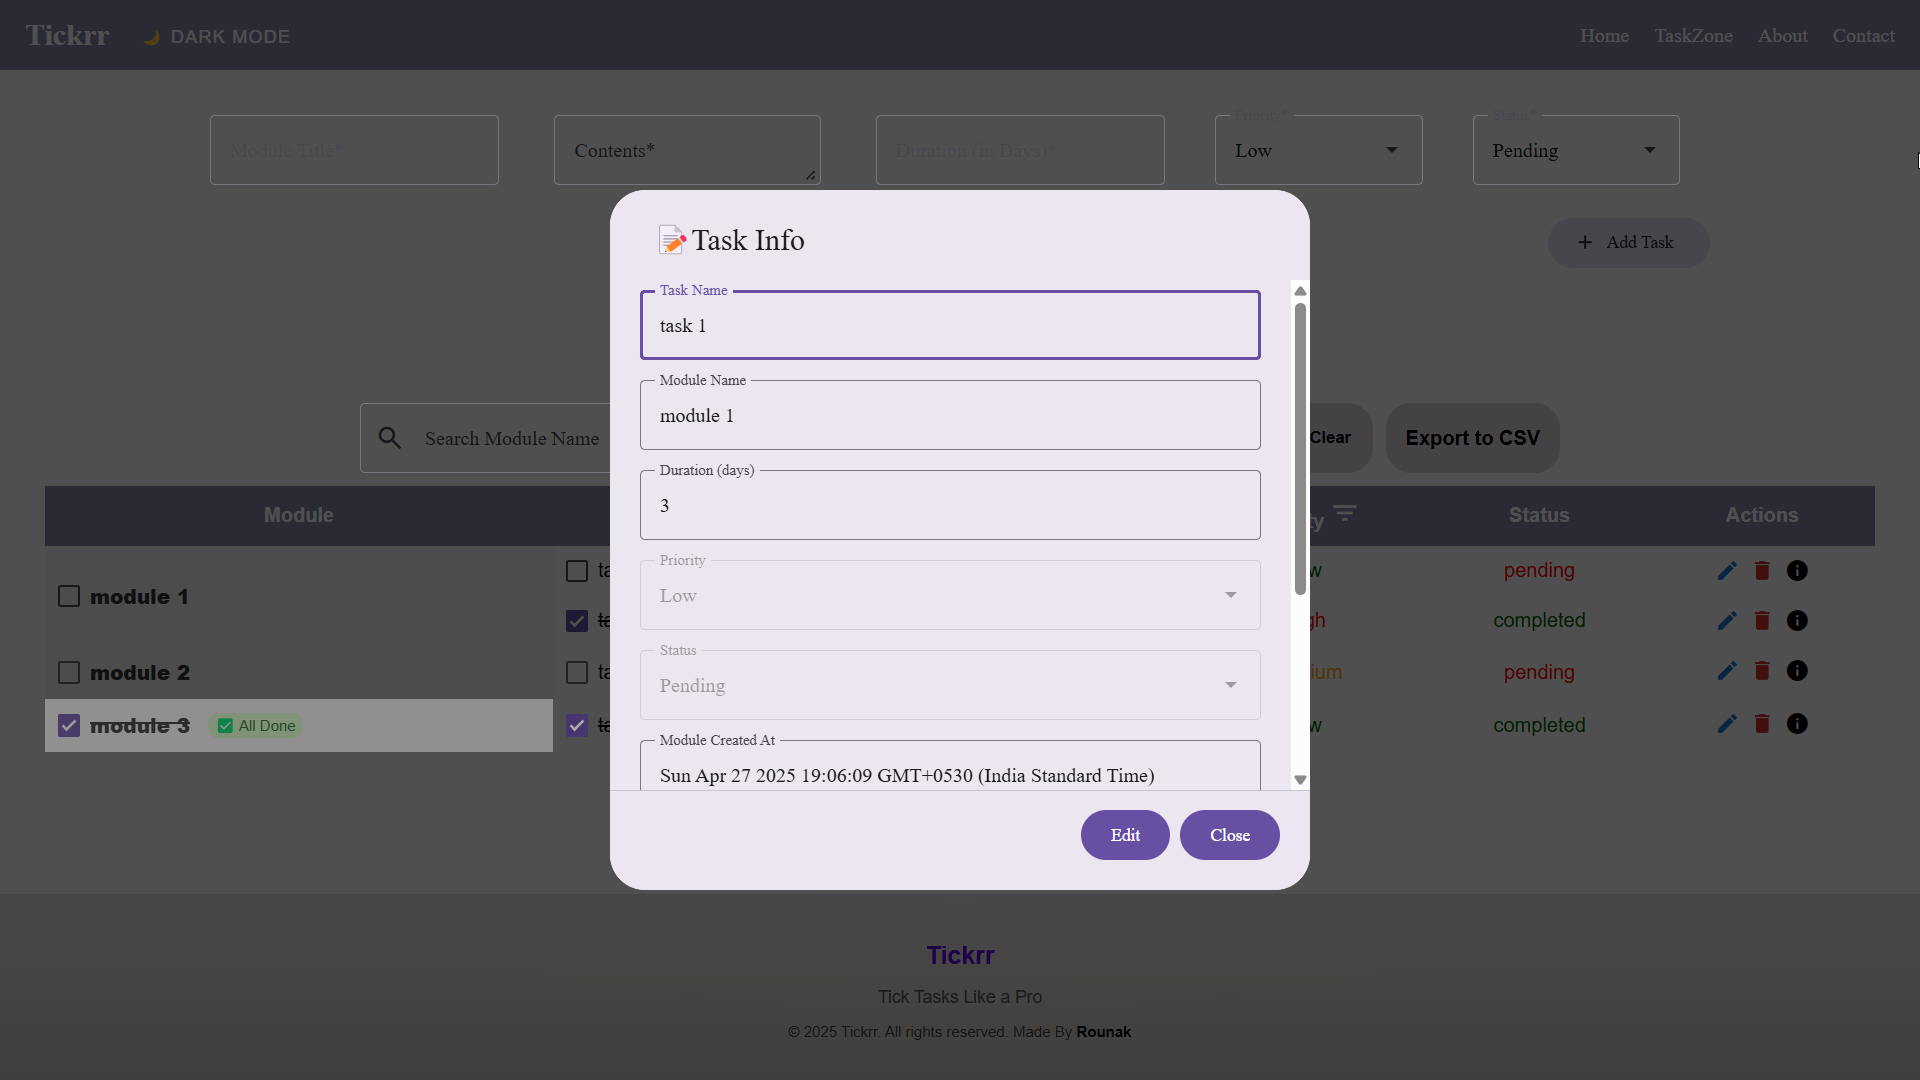 Tickrr 🌙 DARK MODE Home TaskZone About Contact
Priority* Status*
Module Title* Contents* Duration (in Days)* Low Pending
📝 Task Info
+ Add Task
Task Name
task 1
Module Name
module 1
Search Module Name Clear Export to CSV
Duration (days)
3
Module ty Status Actions
Priority
Low
ta w pending
module 1
ta gh completed
Status
Pending
module 2 ta ium pending
module 3 ✅ All Done ta w completed
Module Created At
Sun Apr 27 2025 19:06:09 GMT+0530 (India Standard Time)
Edit Close
Tickrr
Tick Tasks Like a Pro
© 2025 Tickrr. All rights reserved. Made By Rounak